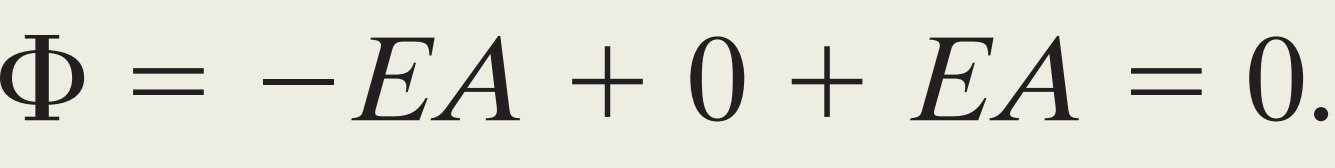 Φ = −EA + 0 + EA = 0.